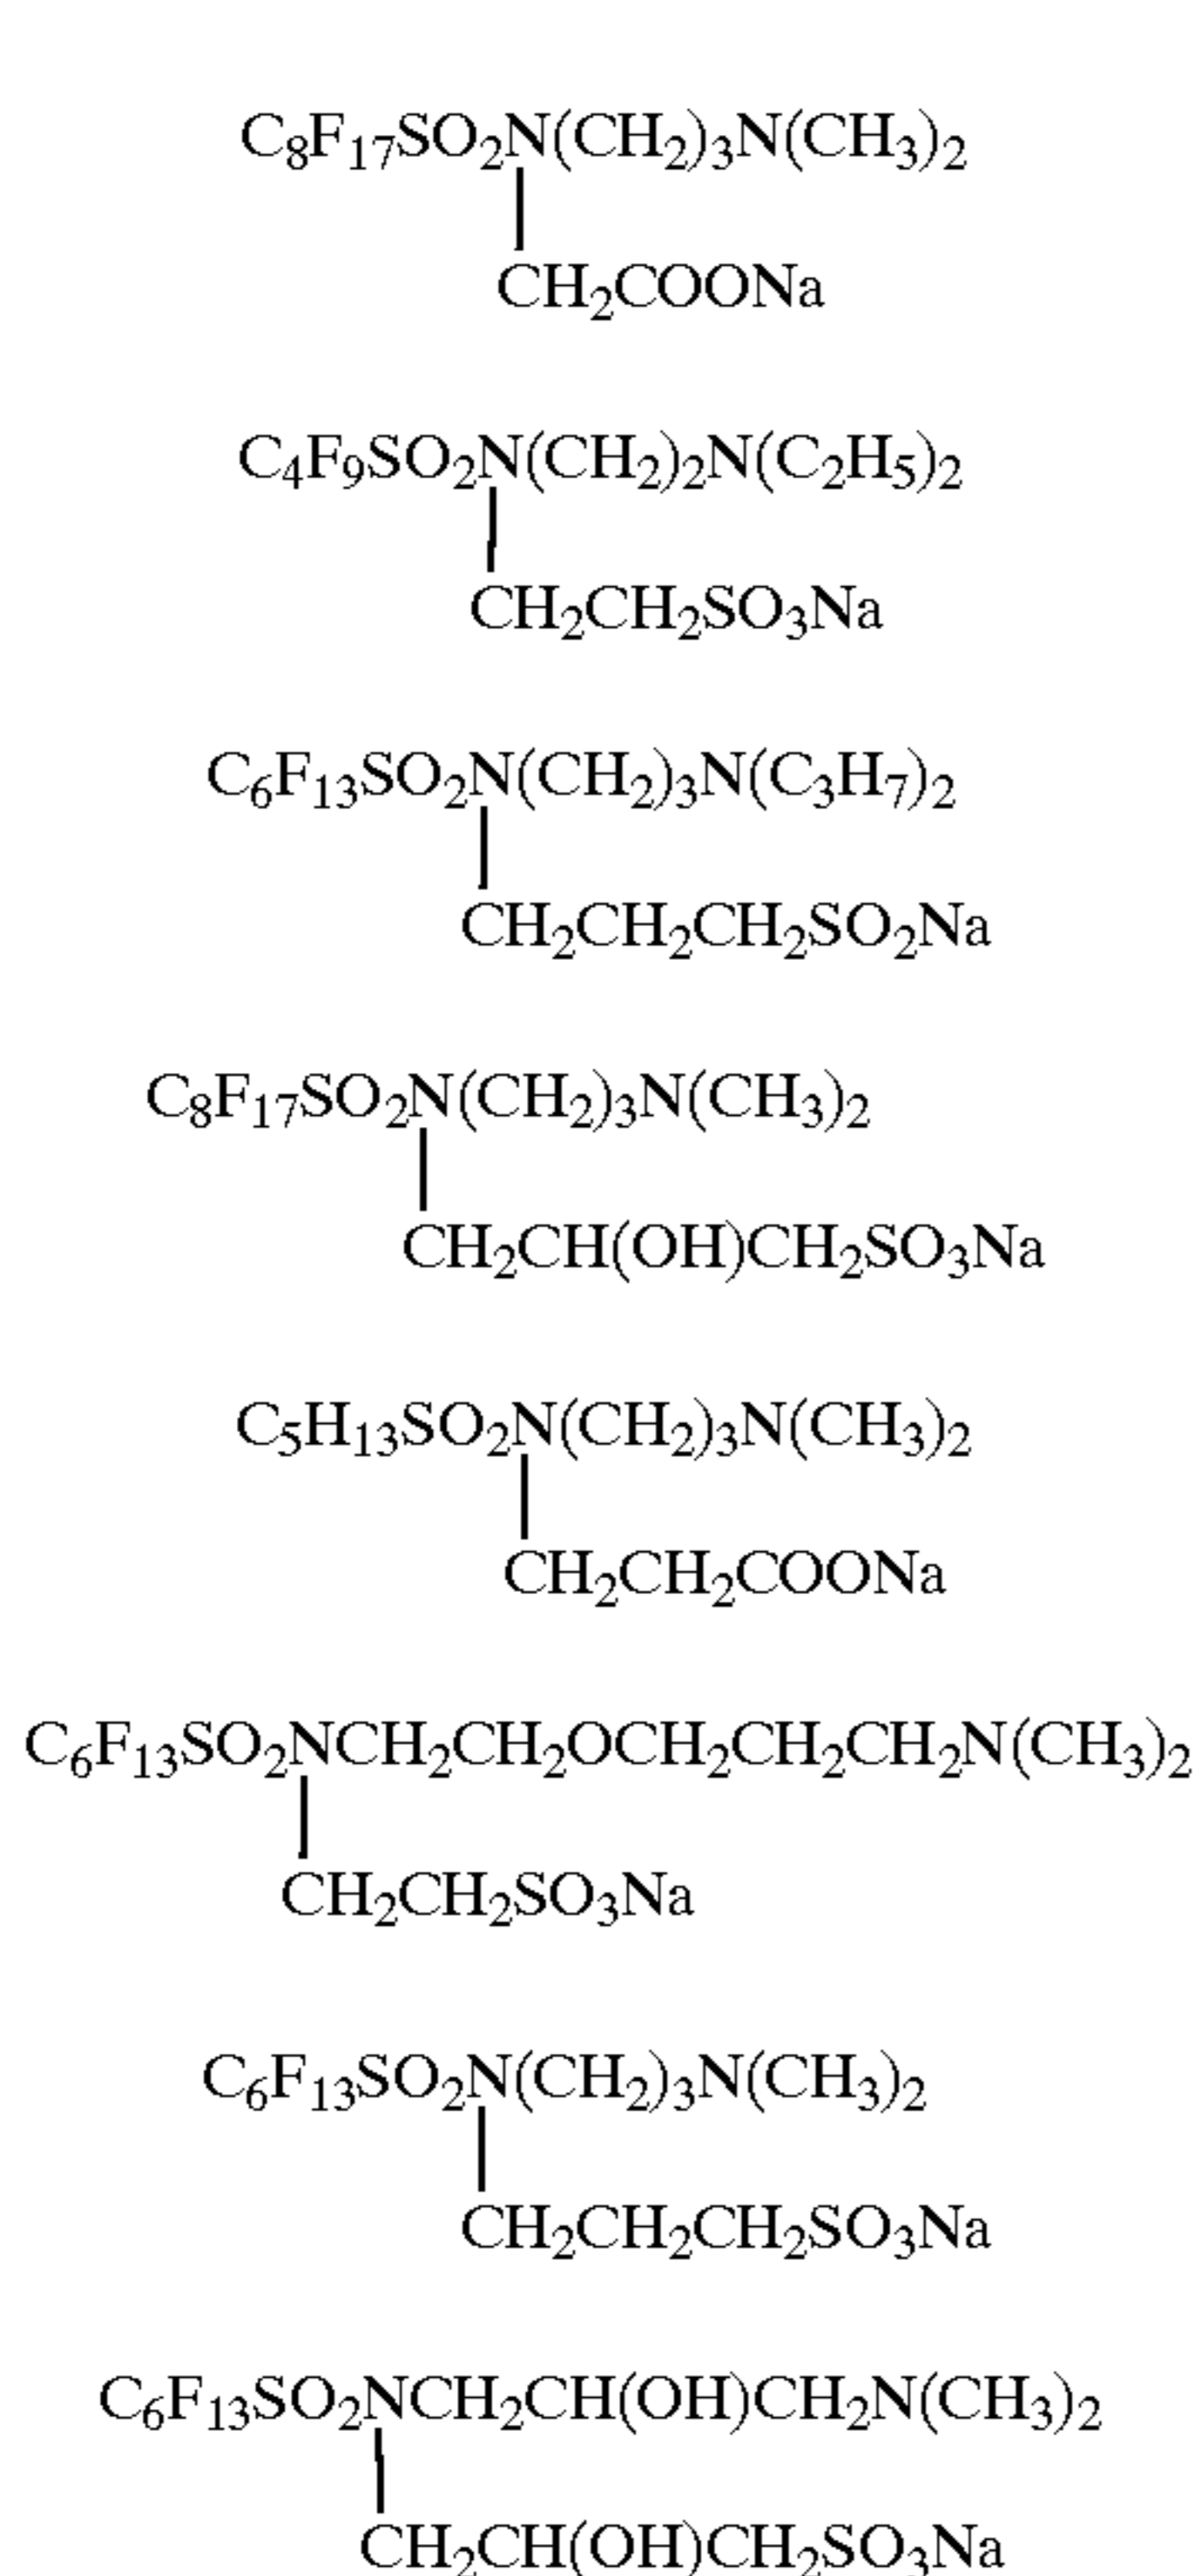 C₈F₁₇SO₂N(CH₂)₃N(CH₃)₂
CH₂COONa
C₄F₉SO₂N(CH₂)₂N(C₂H₅)₂
CH₂CH₂SO₃Na
C₆F₁₃SO₂N(CH₂)₃N(C₃H₇)₂
CH₂CH₂CH₂SO₂Na
C₈F₁₇SO₂N(CH₂)₃N(CH₃)₂
CH₂CH(OH)CH₂SO₃Na
C₅H₁₃SO₂N(CH₂)₃N(CH₃)₂
CH₂CH₂COONa
C₆F₁₃SO₂NCH₂CH₂OCH₂CH₂CH₂N(CH₃)₂
CH₂CH₂SO₃Na
C₆F₁₃SO₂N(CH₂)₃N(CH₃)₂
CH₂CH₂CH₂SO₃Na
C₆F₁₃SO₂NCH₂CH(OH)CH₂N(CH₃)₂
CH₂CH(OH)CH₂SO₃Na